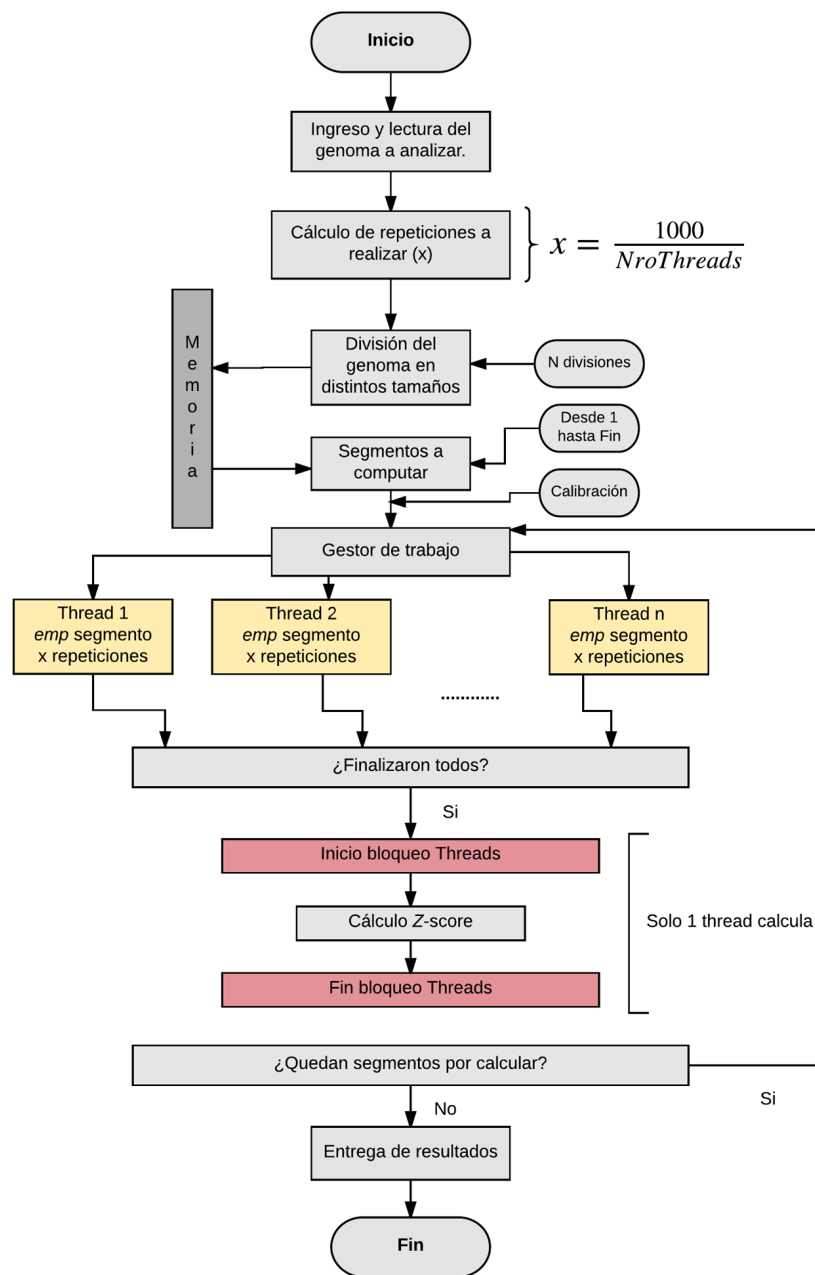 Inicio
Ingreso y lectura del
genoma a analizar.
Cálculo de repeticiones a
realizar (x)
x = 1000 / NroThreads
Memoria
División del
genoma en
distintos tamaños
N divisiones
Desde 1
hasta Fin
Segmentos a
computar
Calibración
Gestor de trabajo
Thread 1
emp segmento
x repeticiones
Thread 2
emp segmento
x repeticiones
Thread n
emp segmento
x repeticiones
............
¿Finalizaron todos?
Si
Inicio bloqueo Threads
Cálculo Z-score
Solo 1 thread calcula
Fin bloqueo Threads
¿Quedan segmentos por calcular?
Si
No
Entrega de resultados
Fin